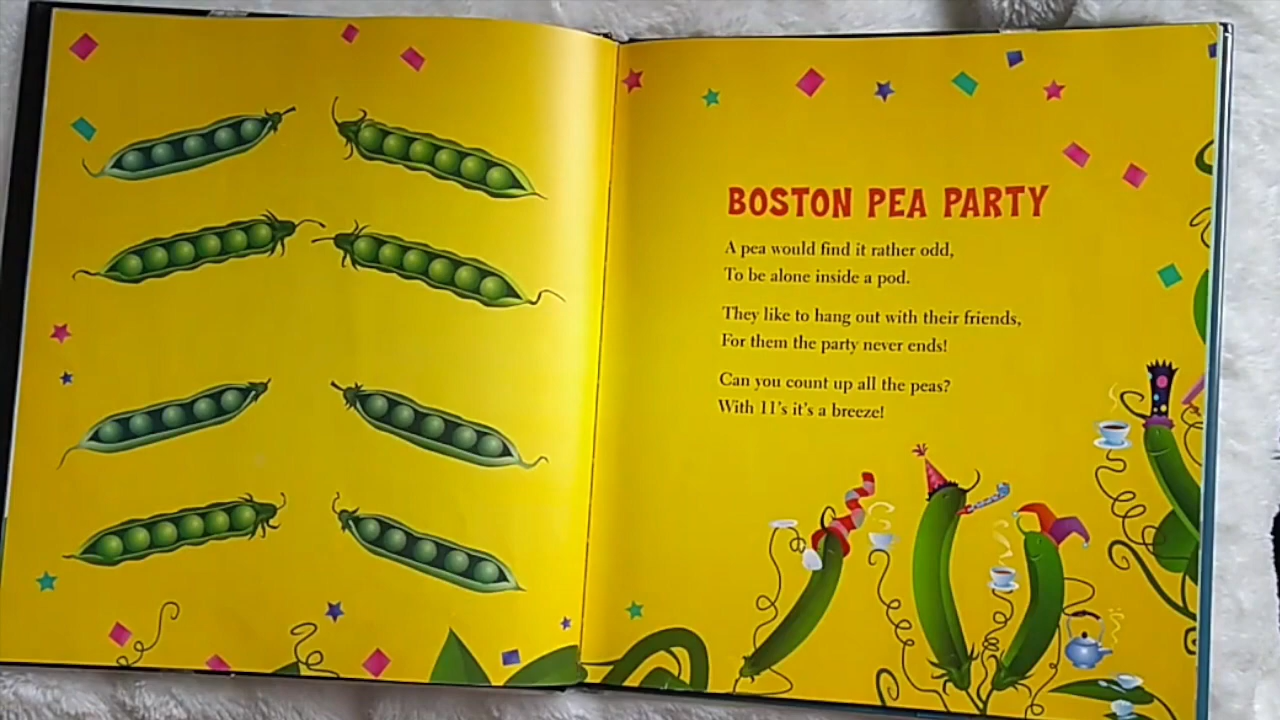 BOSTON PEA PARTY
A pea would find it rather odd,
To be alone inside a pod.
They like to hang out with their friends,
For them the party never ends!
Can you count up all the peas?
With 11's it's a breeze!